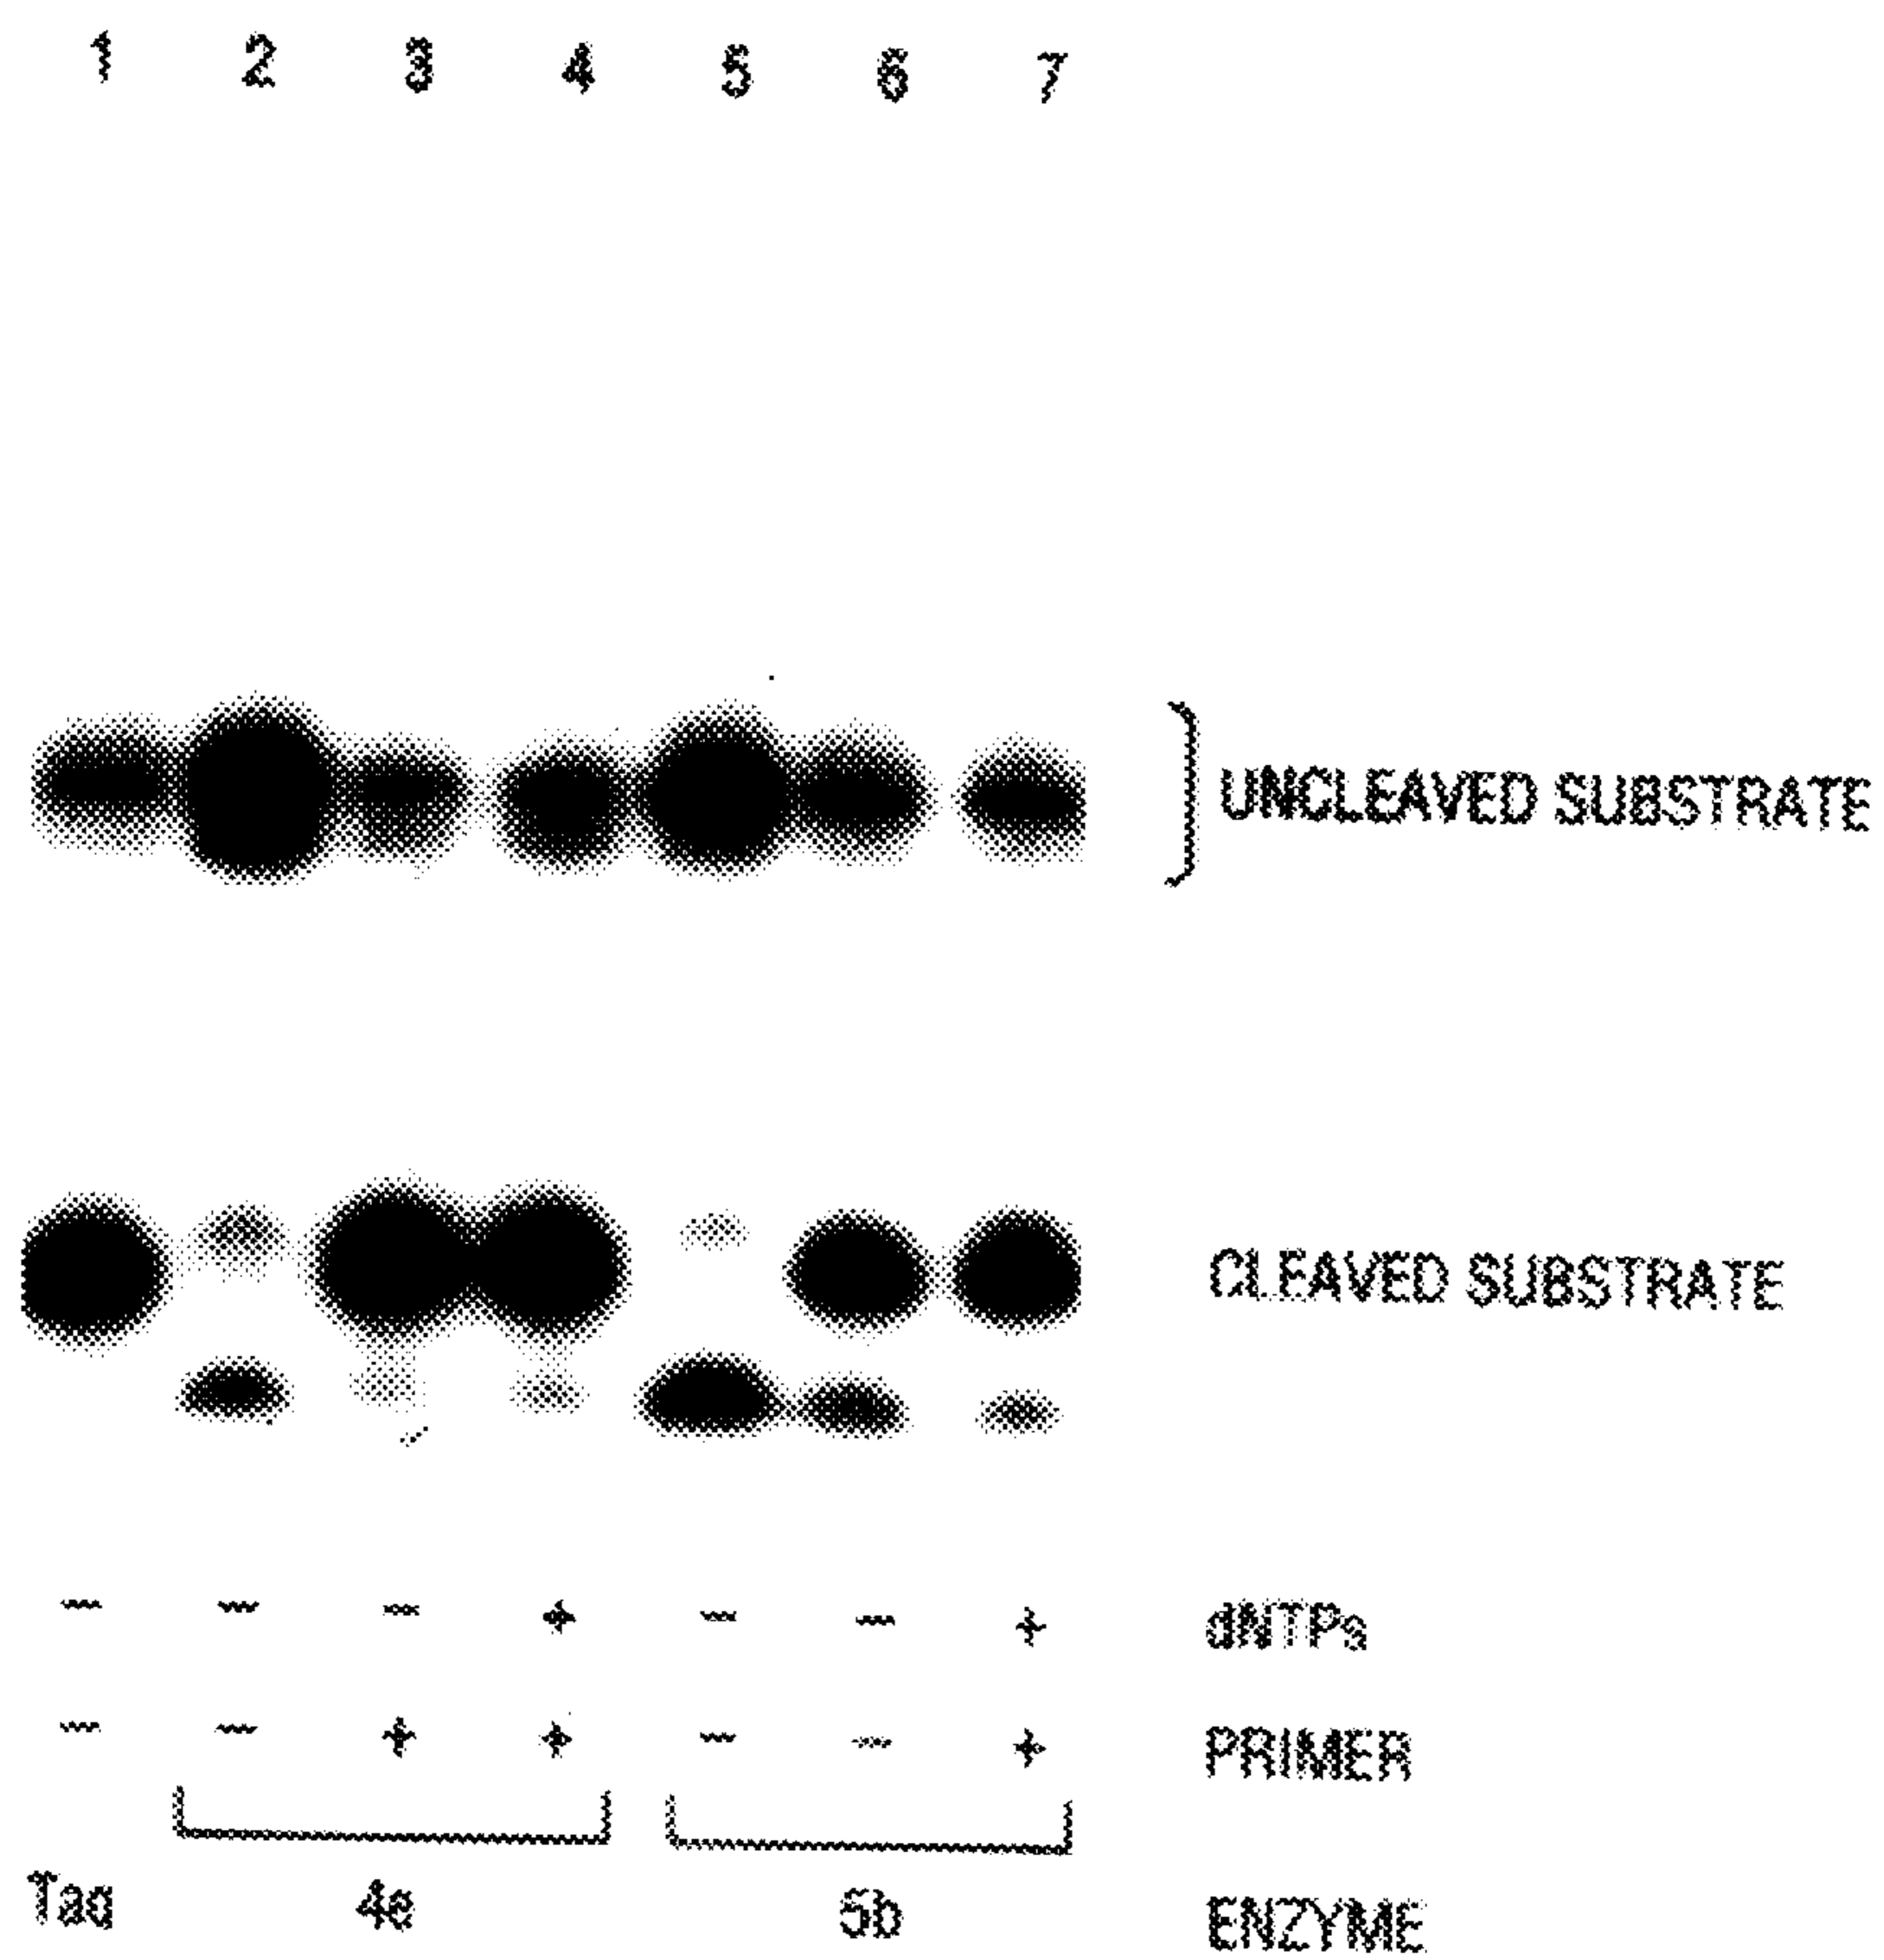 1 2 3 4 5 6 7
UNCLEAVED SUBSTRATE
CLEAVED SUBSTRATE
- - - + - - + dNTPs
- - + + - - + PRIMER
Taq 4e 5b ENZYME